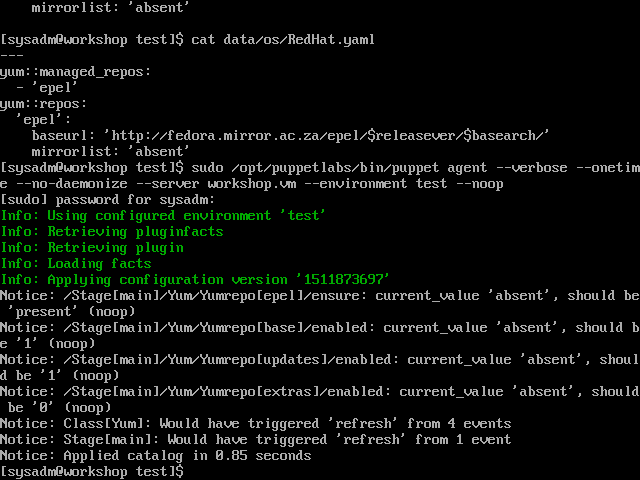 mirrorlist: 'absent'

[sysadm@workshop test]$ cat data/os/RedHat.yaml
---
yum::managed_repos:
  - 'epel'
yum::repos:
  'epel':
    baseurl: 'http://fedora.mirror.ac.za/epel/$releasever/$basearch/'
    mirrorlist: 'absent'
[sysadm@workshop test]$ sudo /opt/puppetlabs/bin/puppet agent --verbose --onetim
e --no-daemonize --server workshop.vm --environment test --noop
[sudo] password for sysadm:
Info: Using configured environment 'test'
Info: Retrieving pluginfacts
Info: Retrieving plugin
Info: Loading facts
Info: Applying configuration version '1511873697'
Notice: /Stage[main]/Yum/Yumrepo[epel]/ensure: current_value 'absent', should be
 'present' (noop)
Notice: /Stage[main]/Yum/Yumrepo[base]/enabled: current_value 'absent', should b
e '1' (noop)
Notice: /Stage[main]/Yum/Yumrepo[updates]/enabled: current_value 'absent', shoul
d be '1' (noop)
Notice: /Stage[main]/Yum/Yumrepo[extras]/enabled: current_value 'absent', should
 be '0' (noop)
Notice: Class[Yum]: Would have triggered 'refresh' from 4 events
Notice: Stage[main]: Would have triggered 'refresh' from 1 event
Notice: Applied catalog in 0.85 seconds
[sysadm@workshop test]$